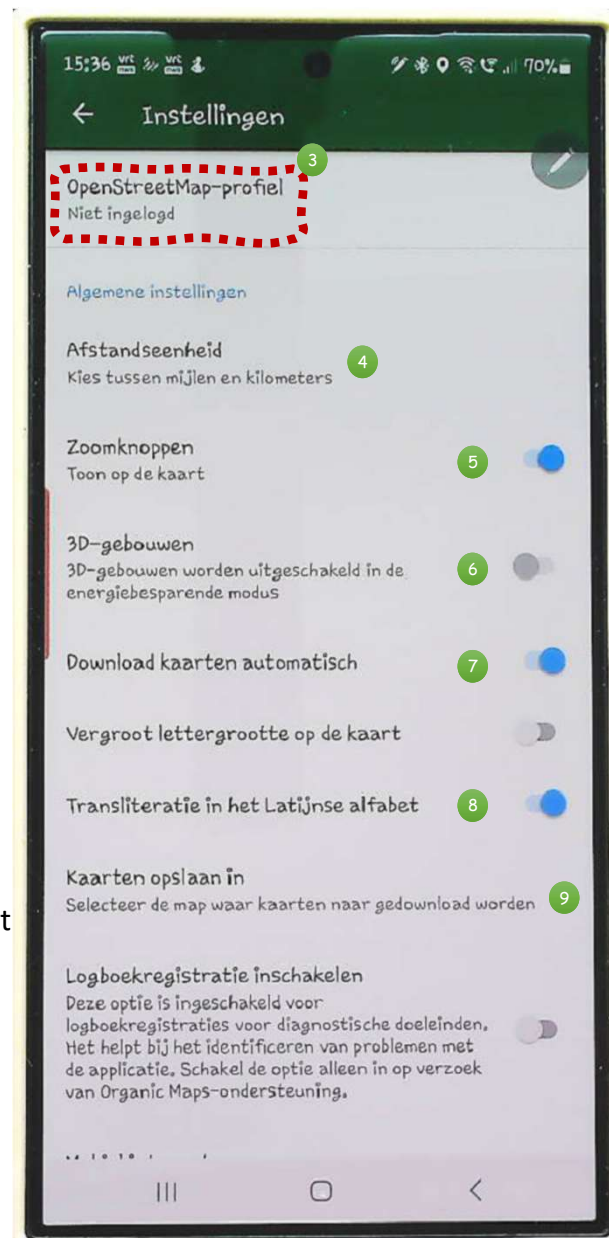 15:36 vrt nws vrt nws 70%
Instellingen
3
OpenStreetMap-profiel
Niet ingelogd
Algemene instellingen
Afstandseenheid
4
Kies tussen mijlen en kilometers
Zoomknoppen
5
Toon op de kaart
3D-gebouwen
3D-gebouwen worden uitgeschakeld in de
6
energiebesparende modus
Download kaarten automatisch
7
Vergroot lettergrootte op de kaart
Transliteratie in het Latijnse alfabet
8
Kaarten opslaan in
Selecteer de map waar kaarten naar gedownload worden
9
t
Logboekregistratie inschakelen
Deze optie is ingeschakeld voor
logboekregistraties voor diagnostische doeleinden.
Het helpt bij het identificeren van problemen met
de applicatie. Schakel de optie alleen in op verzoek
van Organic Maps-ondersteuning.